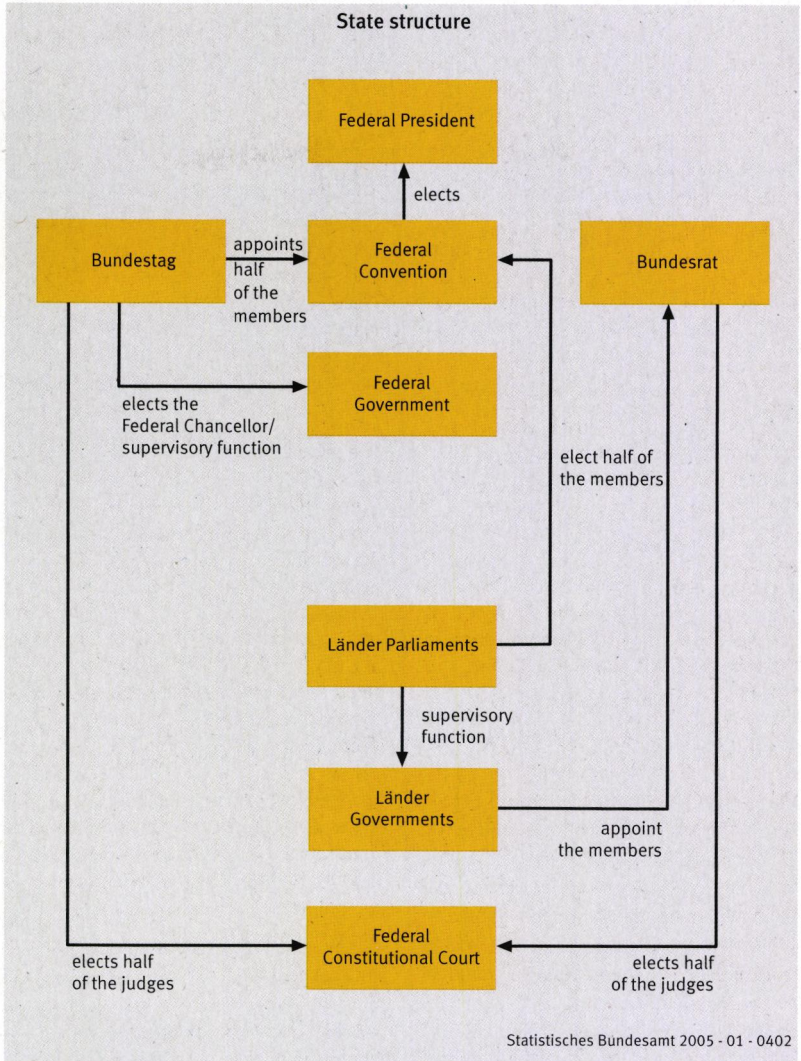 State structure
Federal President
elects
Bundestag
appoints
half
of the
members
Federal
Convention
Bundesrat
Federal
Government
elects the
Federal Chancellor/
supervisory function
elect half of
the members
Länder Parliaments
supervisory
function
Länder
Governments
appoint
the members
Federal
Constitutional Court
elects half
of the judges
elects half
of the judges
Statistisches Bundesamt 2005 - 01 - 0402